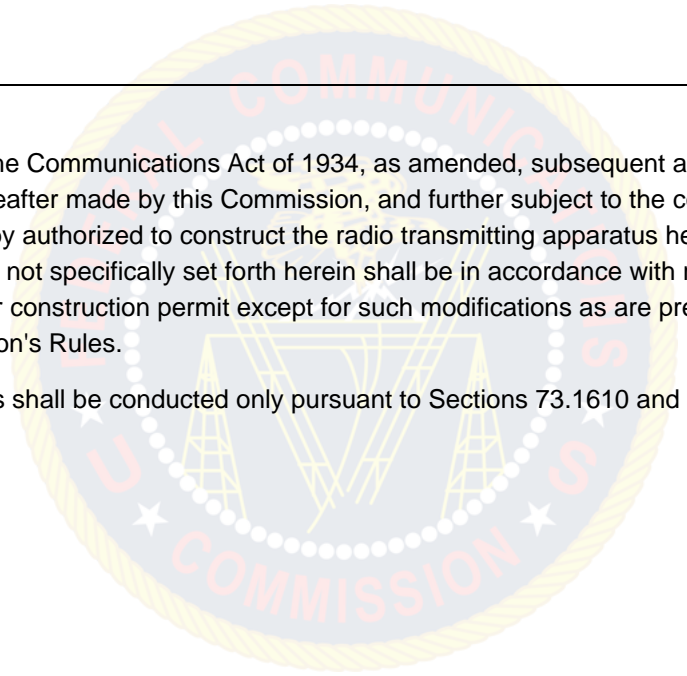 ne Communications Act of 1934, as amended, subsequent a
eafter made by this Commission, and further subject to the co
by authorized to construct the radio transmitting apparatus he
not specifically set forth herein shall be in accordance with r
r construction permit except for such modifications as are pre
on's Rules.
s shall be conducted only pursuant to Sections 73.1610 and
FEDERAL COMMUNICATIONS
U S
COMMISSION